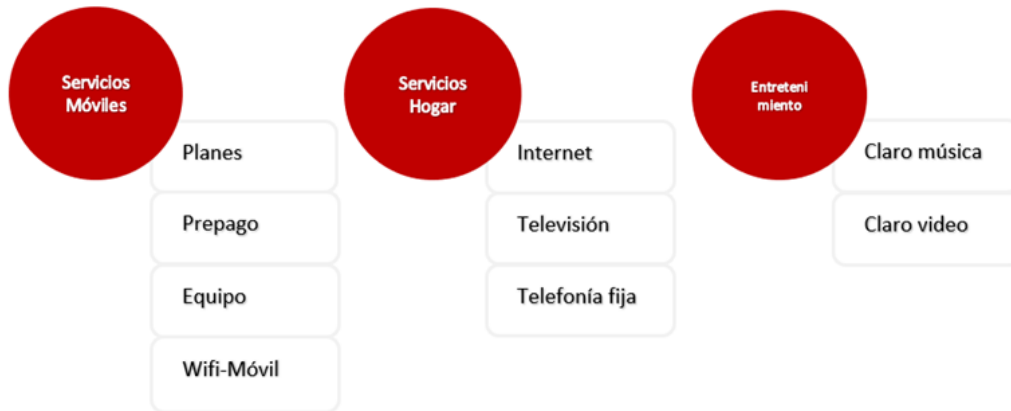 Servicios
Móviles
Planes
Prepago
Equipo
Wifi-Móvil
Servicios
Hogar
Internet
Televisión
Telefonía fija
Entreteni
miento
Claro música
Claro video